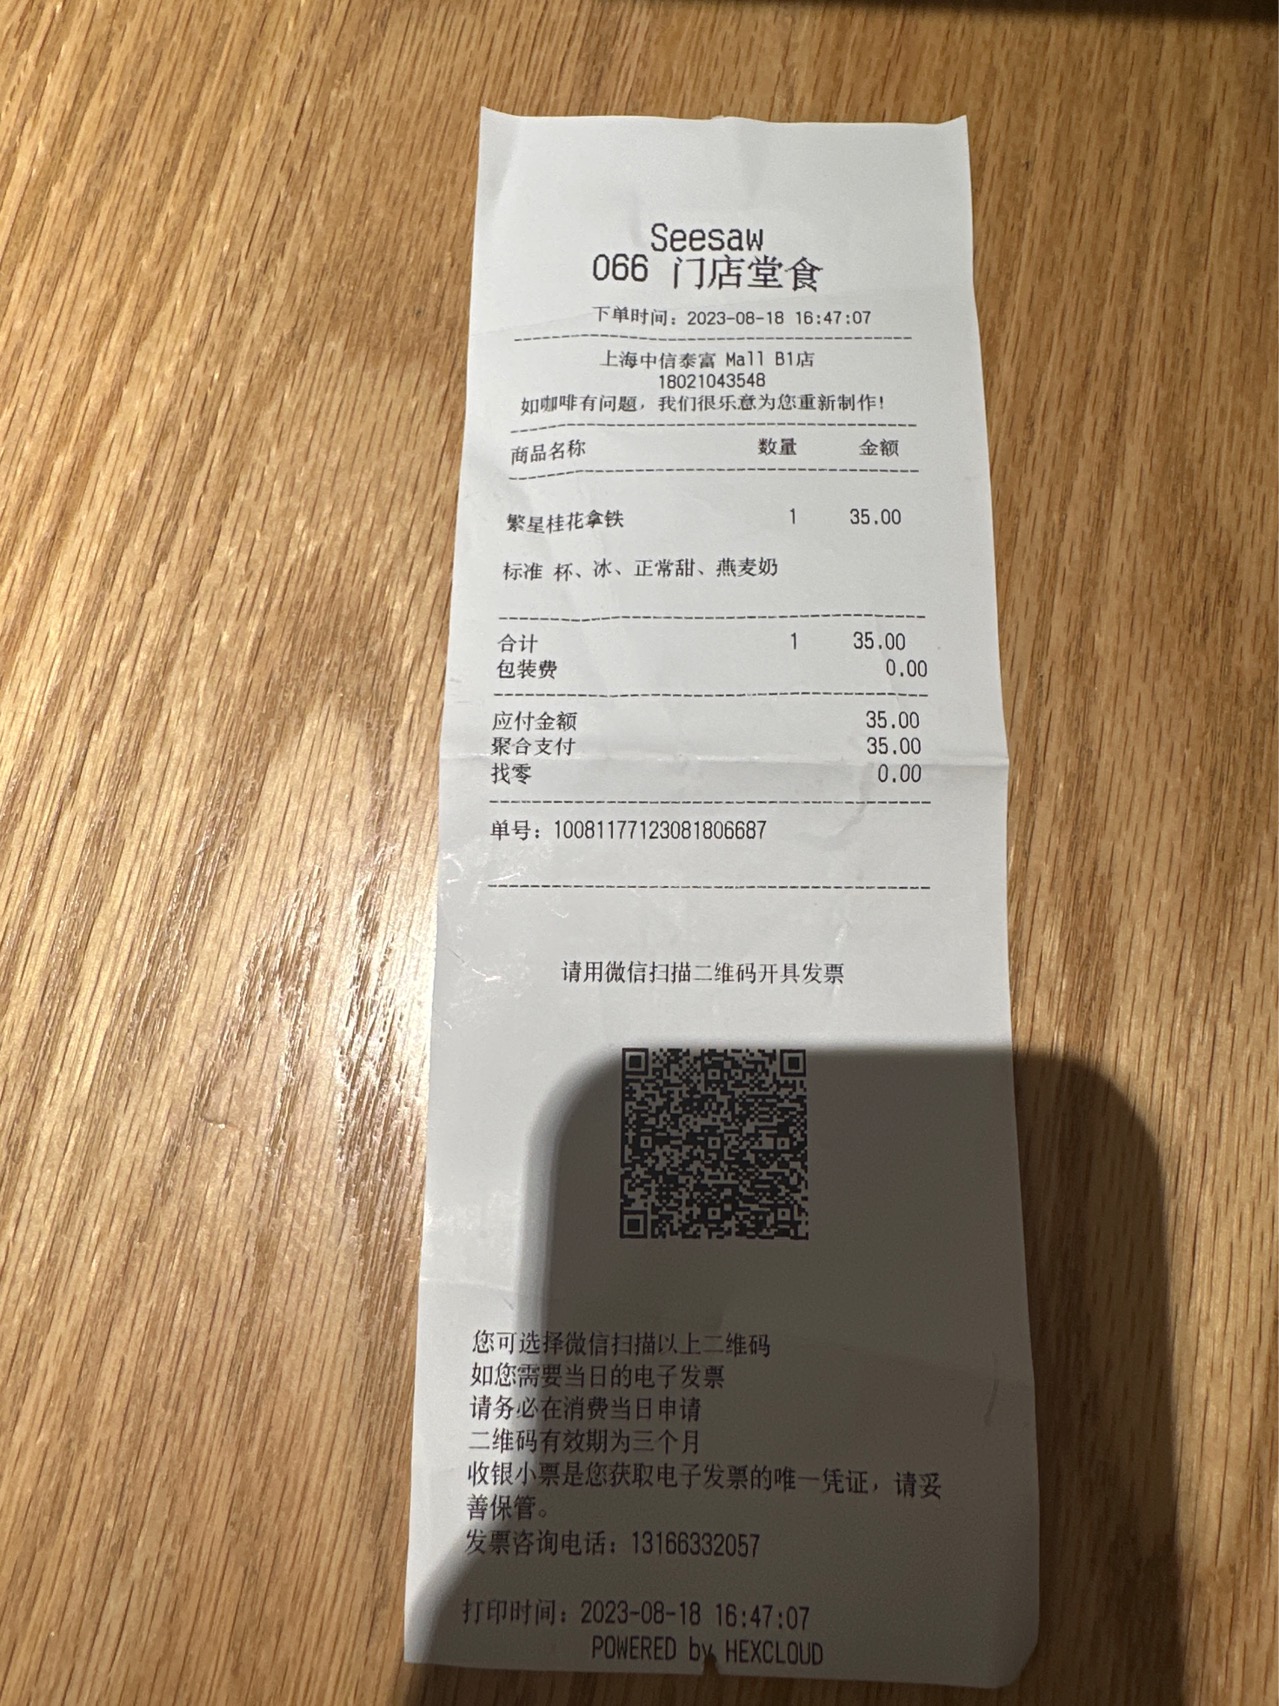 Seesaw
066 门店堂食
下单时间：2023-08-18 16:47:07
上海中信泰富 Mall B1店
18021043548
如咖啡有问题，我们很乐意为您重新制作！
商品名称 数量 金额
繁星桂花拿铁 1 35.00
标准 杯、冰、正常甜、燕麦奶
合计 1 35.00
包装费 0.00
应付金额 35.00
聚合支付 35.00
找零 0.00
单号：10081177123081806687
请用微信扫描二维码开具发票
您可选择微信扫描以上二维码
如您需要当日的电子发票
请务必在消费当日申请
二维码有效期为三个月
收银小票是您获取电子发票的唯一凭证，请妥
善保管。
发票咨询电话：13166332057
打印时间：2023-08-18 16:47:07
POWERED by HEXCLOUD